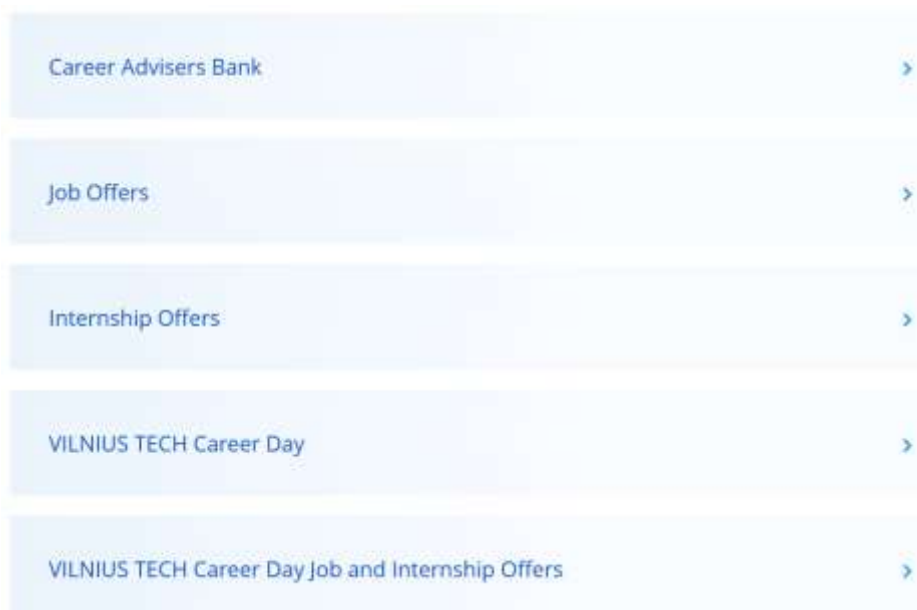 Career Advisers Bank
Job Offers
Internship Offers
VILNIUS TECH Career Day
VILNIUS TECH Career Day Job and Internship Offers